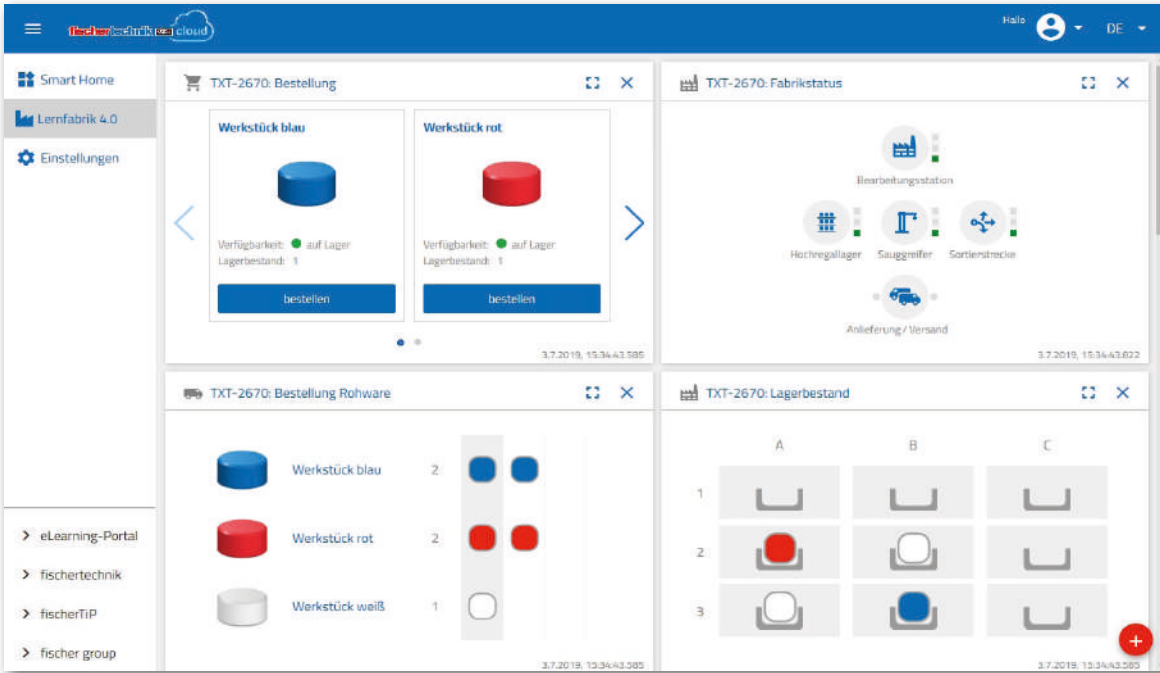 fischertechnik cloud
Hallo
DE
Smart Home
Lernfabrik 4.0
Einstellungen
eLearning-Portal
fischertechnik
fischerTiP
fischer group
TXT-2670: Bestellung
Werkstück blau
Verfügbarkeit: auf Lager
Lagerbestand: 1
bestellen
Werkstück rot
Verfügbarkeit: auf Lager
Lagerbestand: 1
bestellen
3.7.2019, 15:34:43.585
TXT-2670: Fabrikstatus
Bearbeitungsstation
Hochregallager Sauggreifer Sortierstrecke
Anlieferung / Versand
3.7.2019, 15:34:43.822
TXT-2670: Bestellung Rohware
Werkstück blau 2
Werkstück rot 2
Werkstück weiß 1
3.7.2019, 15:34:43.585
TXT-2670: Lagerbestand
A B C
1
2
3
3.7.2019, 15:34:43.585